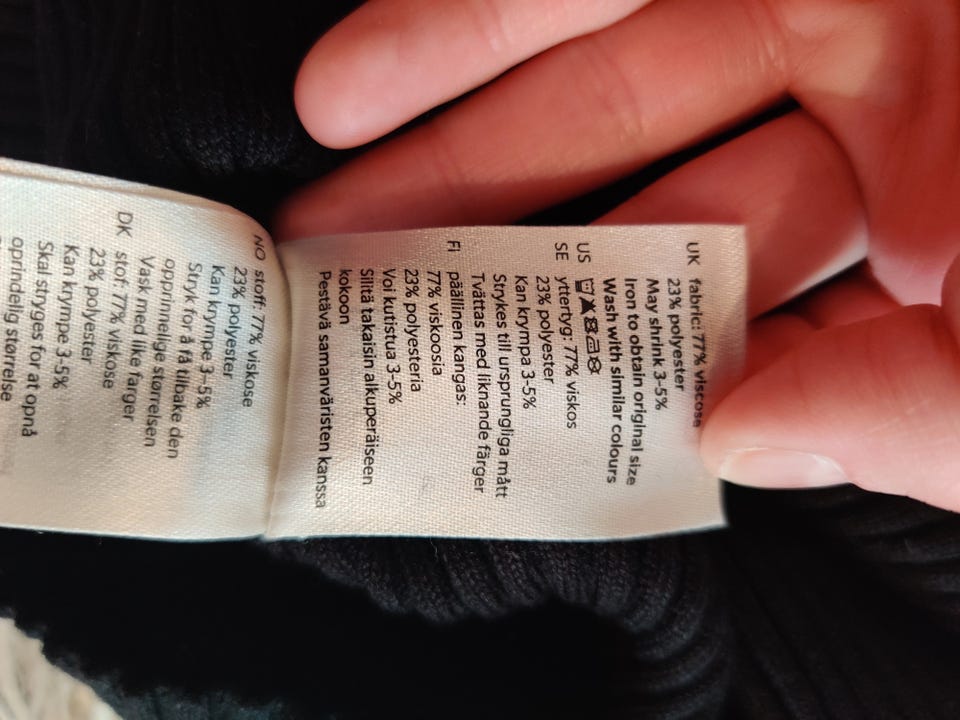 UK fabric: 77% viscose
23% polyester
May shrink 3-5%
Iron to obtain original size
Wash with similar colours
US
SE yttertyg: 77% viskos
23% polyester
Kan krympa 3-5%
Strykes till ursprungliga mått
Tvättas med liknande färger
FI päällinen kangas:
77% viskoosia
23% polyesteria
Voi kutistua 3-5%
Silitä takaisin alkuperäiseen
kokoon
Pestävä samanväristen kanssa
NO stoff: 77% viskose
23% polyester
Kan krympe 3-5%
Stryk for å få tilbake den
opprinnelige størrelsen
Vask med like farger
DK stof: 77% viskose
23% polyester
Kan krympe 3-5%
Skal stryges for at opnå
oprindelig størrelse